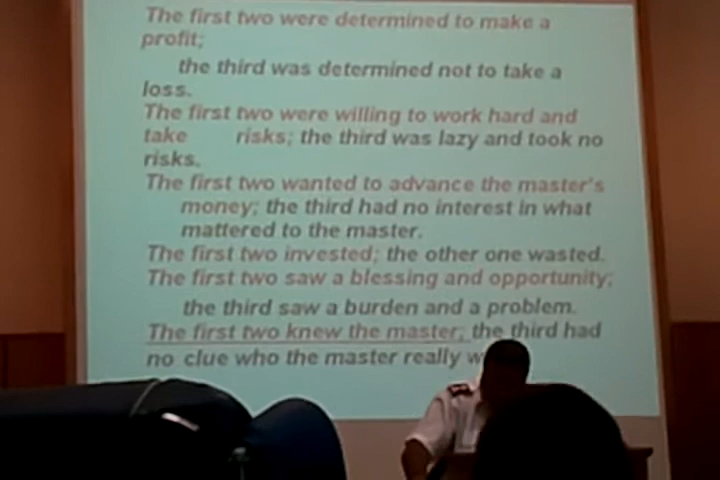 The first two were determined to make a
profit;
the third was determined not to take a
loss.
The first two were willing to work hard and
take risks; the third was lazy and took no
risks.
The first two wanted to advance the master's
money; the third had no interest in what
mattered to the master.
The first two invested; the other one wasted.
The first two saw a blessing and opportunity;
the third saw a burden and a problem.
The first two knew the master; the third had
no clue who the master really